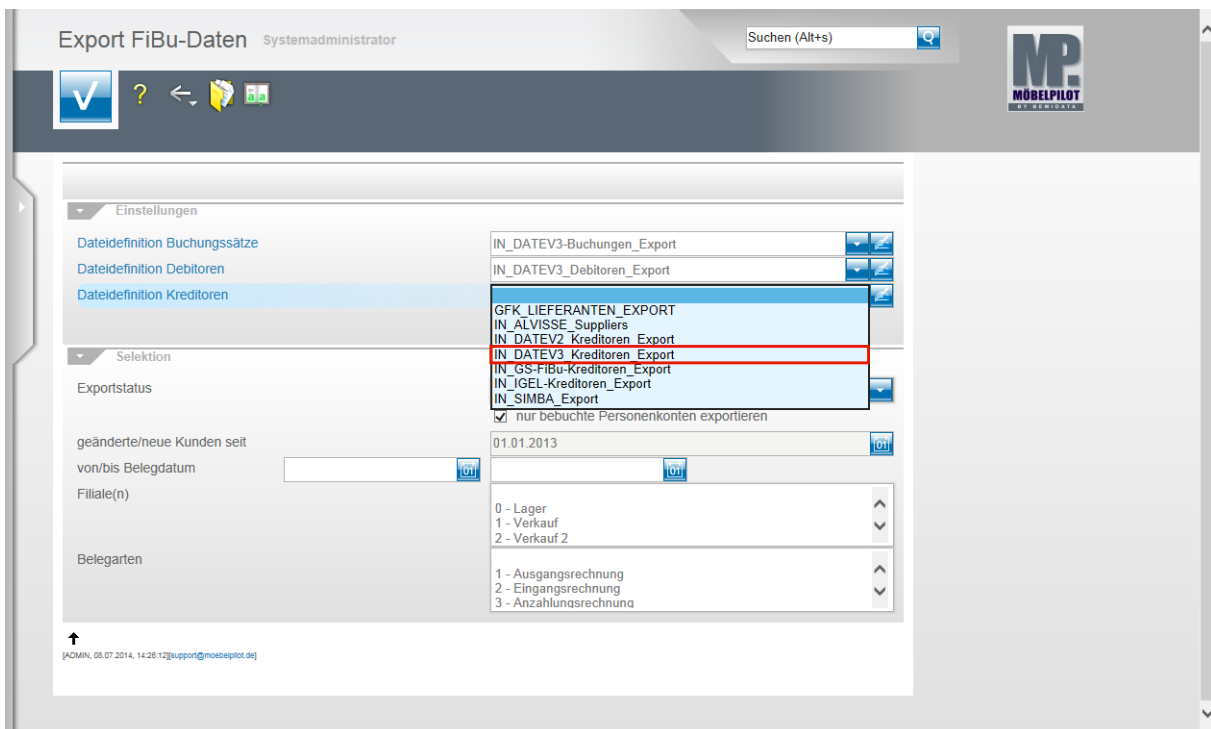 Export FiBu-Daten Systemadministrator
Suchen (Alt+s)
MP.
MÖBELPILOT
BY BEMIDATA
?
Einstellungen
Dateidefinition Buchungssätze IN_DATEV3-Buchungen_Export
Dateidefinition Debitoren IN_DATEV3_Debitoren_Export
Dateidefinition Kreditoren
GFK_LIEFERANTEN_EXPORT
IN_ALVISSE_Suppliers
IN_DATEV2_Kreditoren_Export
IN_DATEV3_Kreditoren_Export
IN_GS-FiBu-Kreditoren_Export
IN_IGEL-Kreditoren_Export
IN_SIMBA_Export
Selektion
Exportstatus
nur bebuchte Personenkonten exportieren
geänderte/neue Kunden seit 01.01.2013
von/bis Belegdatum
Filiale(n)
0 - Lager
1 - Verkauf
2 - Verkauf 2
Belegarten
1 - Ausgangsrechnung
2 - Eingangsrechnung
3 - Anzahlungsrechnung
[ADMIN, 08.07.2014, 14:26:12][support@moebelpilot.de]